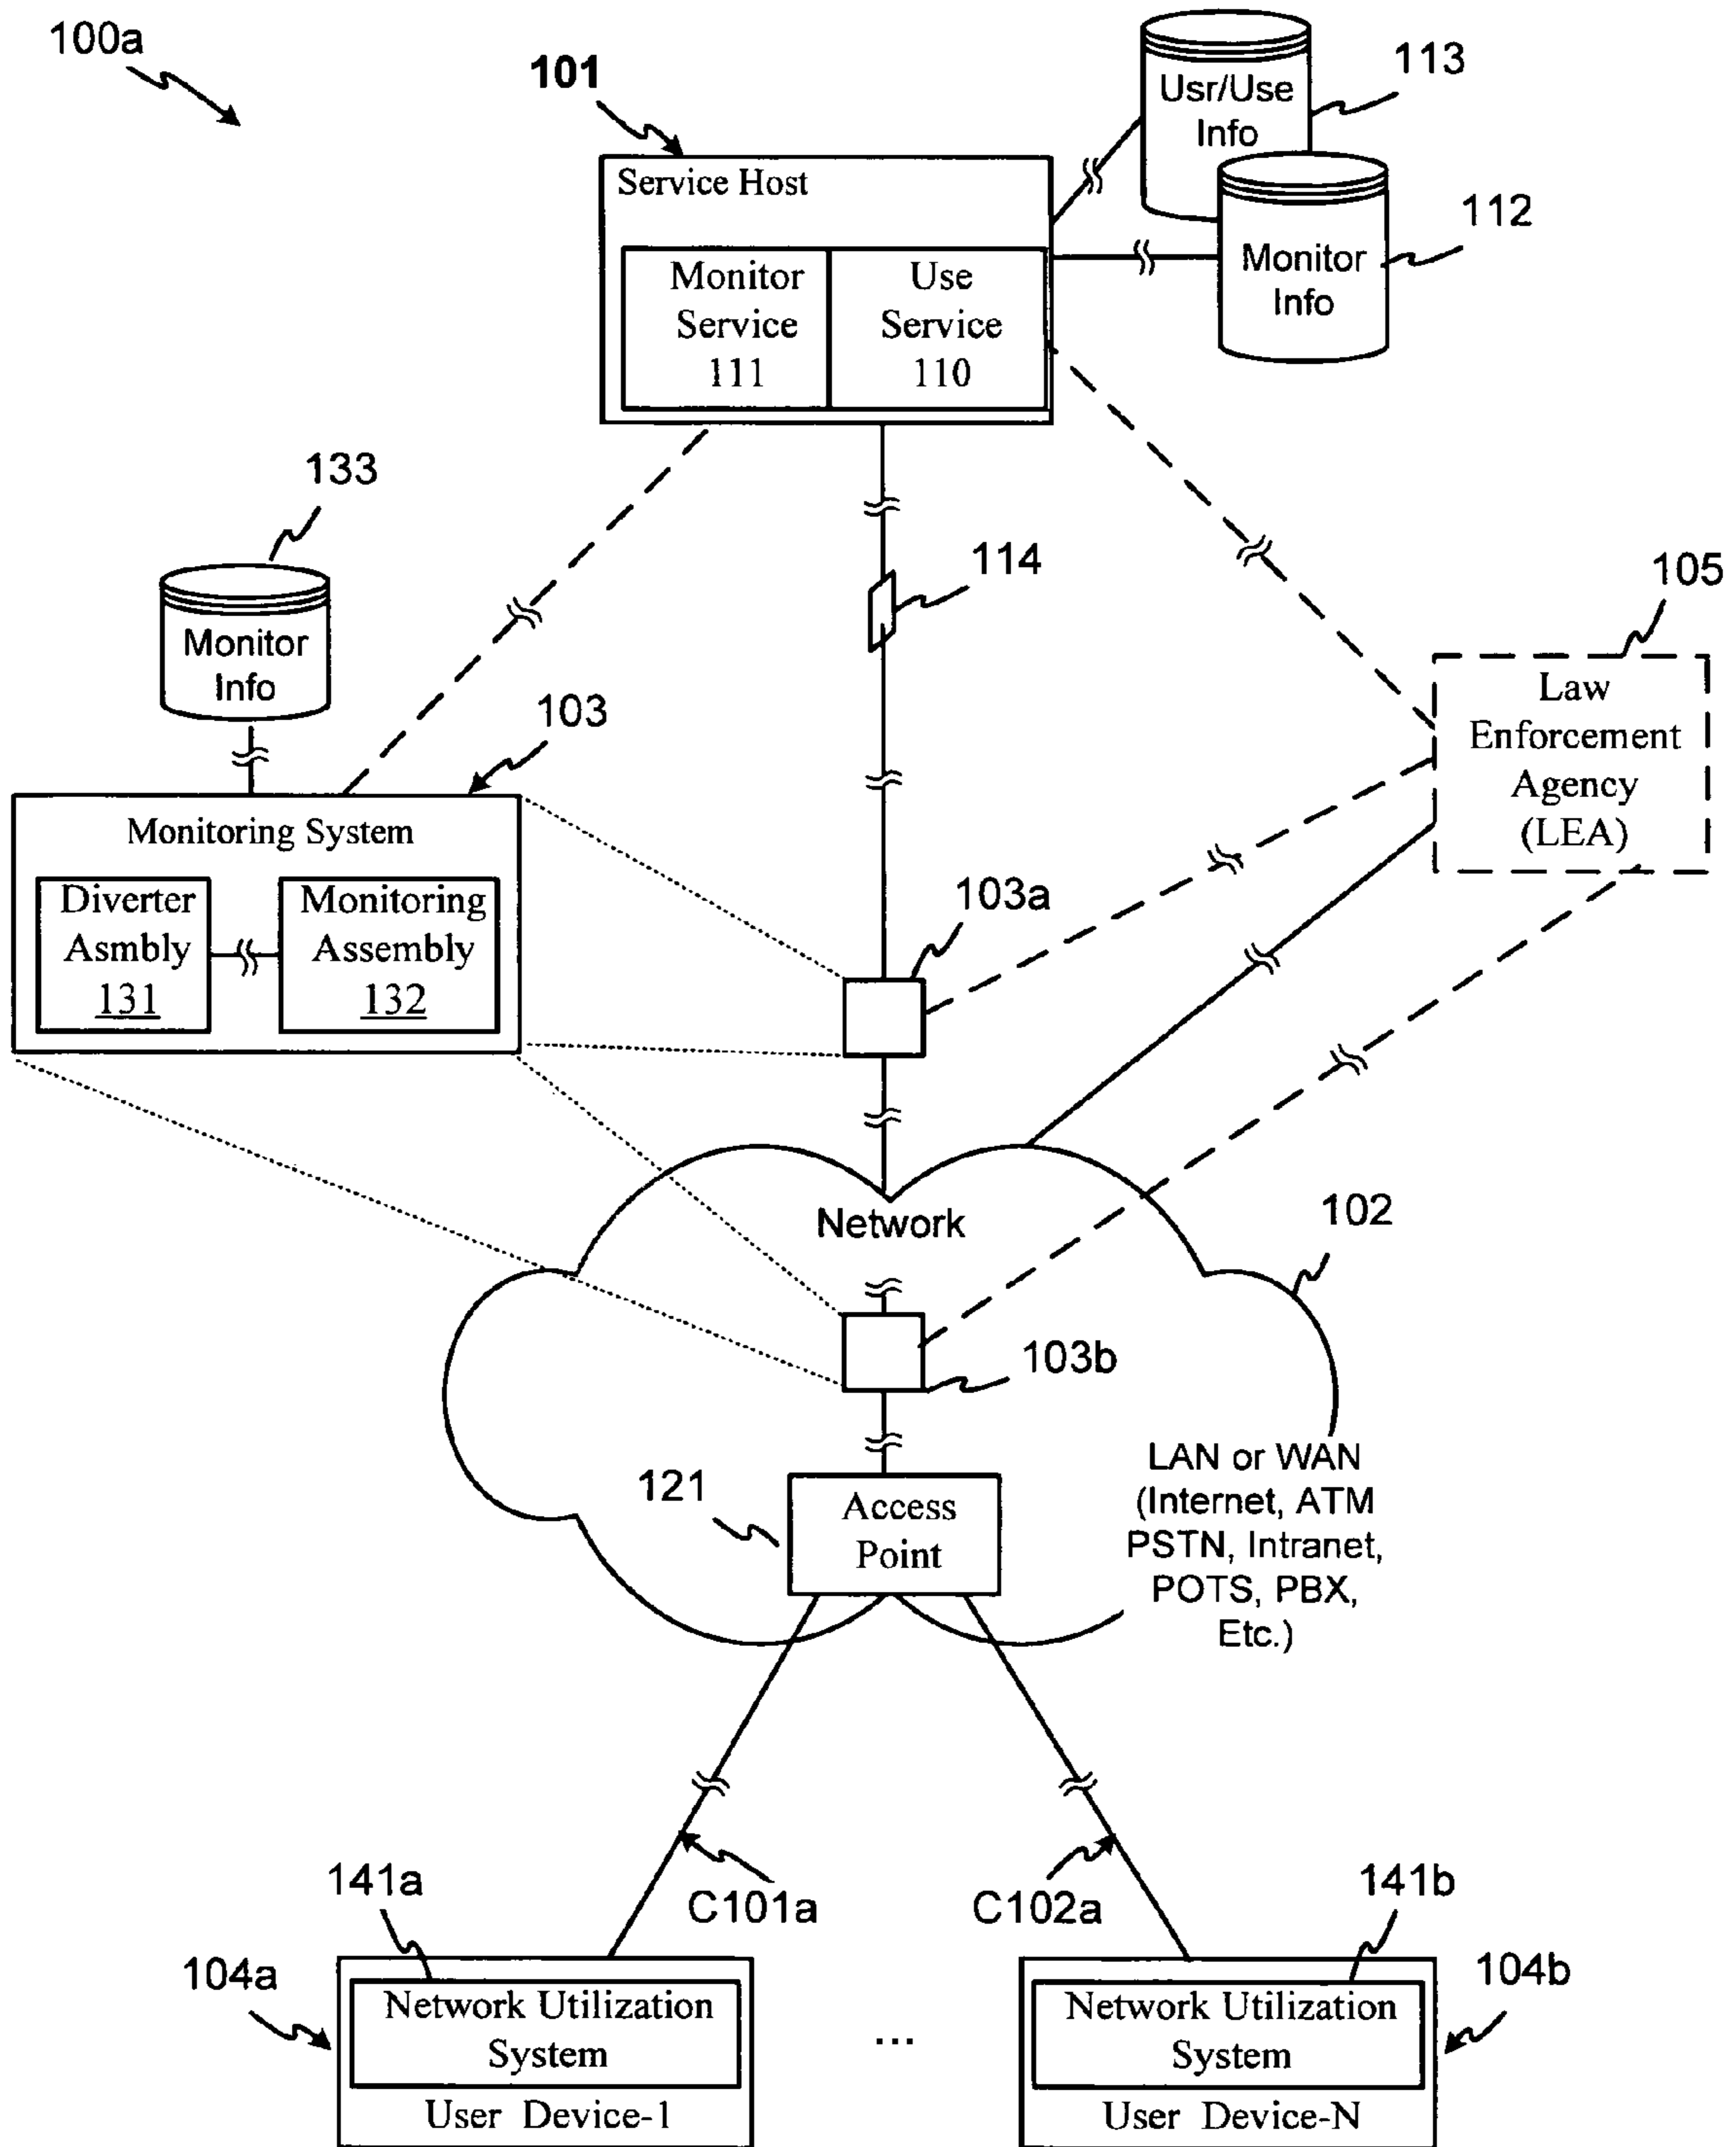 100a
101
Usr/Use
Info
113
Service Host
112
Monitor
Service
111
Use
Service
110
Monitor
Info
133
Monitor
Info
114
105
Law
Enforcement
Agency
(LEA)
103
Monitoring System
Diverter
Asmbly
131
Monitoring
Assembly
132
103a
Network
102
103b
121
Access
Point
LAN or WAN
(Internet, ATM
PSTN, Intranet,
POTS, PBX,
Etc.)
141a
C101a
C102a
141b
104a
Network Utilization
System
User Device-1
...
Network Utilization
System
User Device-N
104b